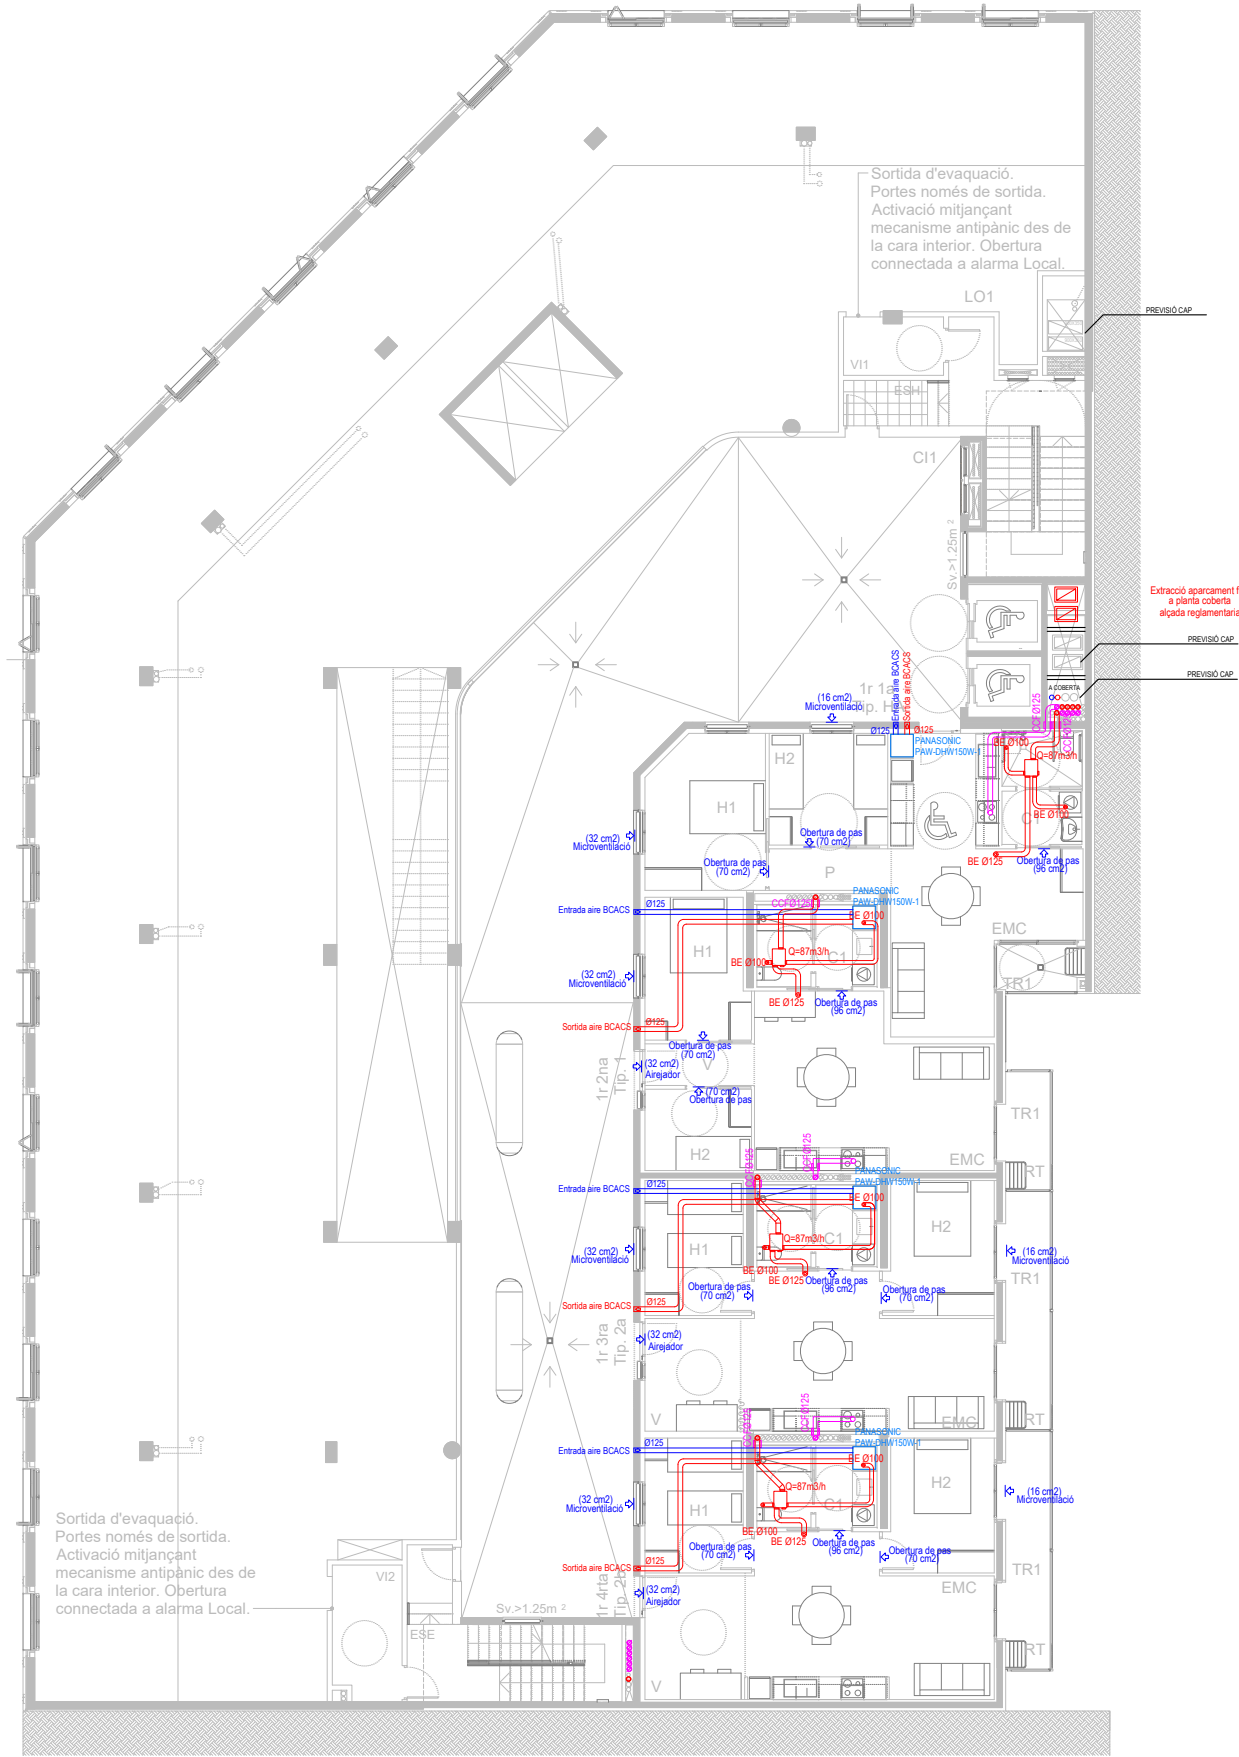 Sortida d'evaquació.
Portes només de sortida.
Activació mitjançant
mecanisme antipànic des de
la cara interior. Obertura
connectada a alarma Local.
LO1
PREVISIÓ CAP
VI1
ESH
CI1
Sv.>1.25m 2
Extracció aparcament f
a planta coberta
alçada reglamentaria
PREVISIÓ CAP
PREVISIÓ CAP
A COBERTA
1r 1a
Tip. H
(16 cm2)
Microventilació
Entrada aire BCACS
Sortida aire BCACS
Ø125
Ø125
PANASONIC
PAW-DHW150W-1
CCFØ125
CCFØ125
BE Ø100
Q=87m3/h
BE Ø100
C1
BE Ø125
Obertura de pas
(96 cm2)
H2
H1
(32 cm2)
Microventilació
Obertura de pas
(70 cm2)
Obertura de pas
(70 cm2)
P
EMC
TR1
PANASONIC
PAW-DHW150W-1
CCFØ125
Entrada aire BCACS
Ø125
BE Ø100
H1
Q=87m3/h
C1
BE Ø100
(32 cm2)
Microventilació
BE Ø125
Obertura de pas
(96 cm2)
Sortida aire BCACS
Ø125
Obertura de pas
(70 cm2)
1r 2na
Tip. 1
(32 cm2)
Airejador
V
(70 cm2)
Obertura de pas
H2
EMC
TR1
RT
CCFØ125
CCFØ125
PANASONIC
PAW-DHW150W-1
Entrada aire BCACS
Ø125
BE Ø100
H1
Q=87m3/h
C1
H2
(32 cm2)
Microventilació
BE Ø100
BE Ø125
Obertura de pas
(96 cm2)
Obertura de pas
(70 cm2)
Obertura de pas
(70 cm2)
(16 cm2)
Microventilació
TR1
Sortida aire BCACS
Ø125
1r 3ra
Tip. 2a
(32 cm2)
Airejador
V
EMC
RT
CCFØ125
CCFØ125
PANASONIC
PAW-DHW150W-1
Entrada aire BCACS
Ø125
BE Ø100
H1
Q=87m3/h
C1
H2
(32 cm2)
Microventilació
BE Ø100
BE Ø125
Obertura de pas
(96 cm2)
Obertura de pas
(70 cm2)
Obertura de pas
(70 cm2)
(16 cm2)
Microventilació
TR1
Sortida aire BCACS
Ø125
1r 4rta
Tip. 2b
(32 cm2)
Airejador
V
EMC
RT
Sortida d'evaquació.
Portes només de sortida.
Activació mitjançant
mecanisme antipànic des de
la cara interior. Obertura
connectada a alarma Local.
VI2
ESE
Sv.>1.25m 2